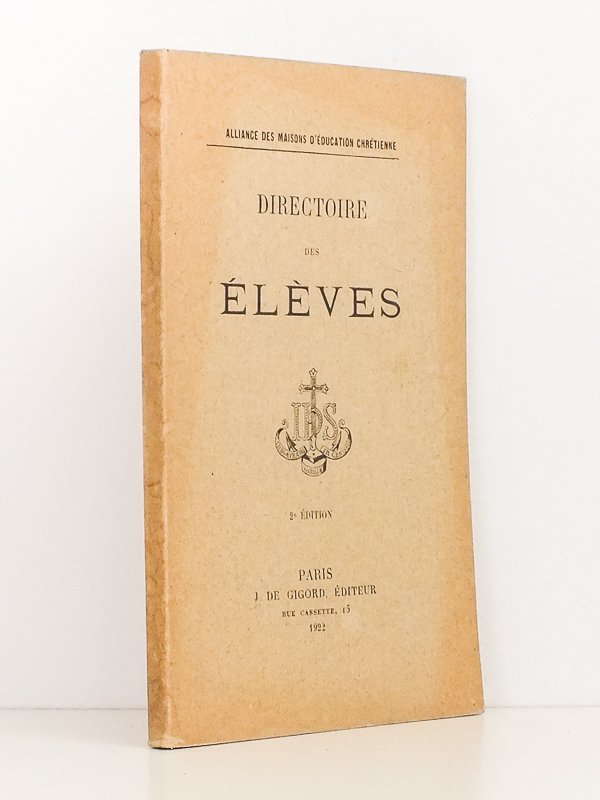 ALLIANCE DES MAISONS D'ÉDUCATION CHRÉTIENNE
DIRECTOIRE
DES
ÉLÈVES
IHS
2e ÉDITION
PARIS
J. DE GIGORD, ÉDITEUR
RUE CASSETTE, 15
1922